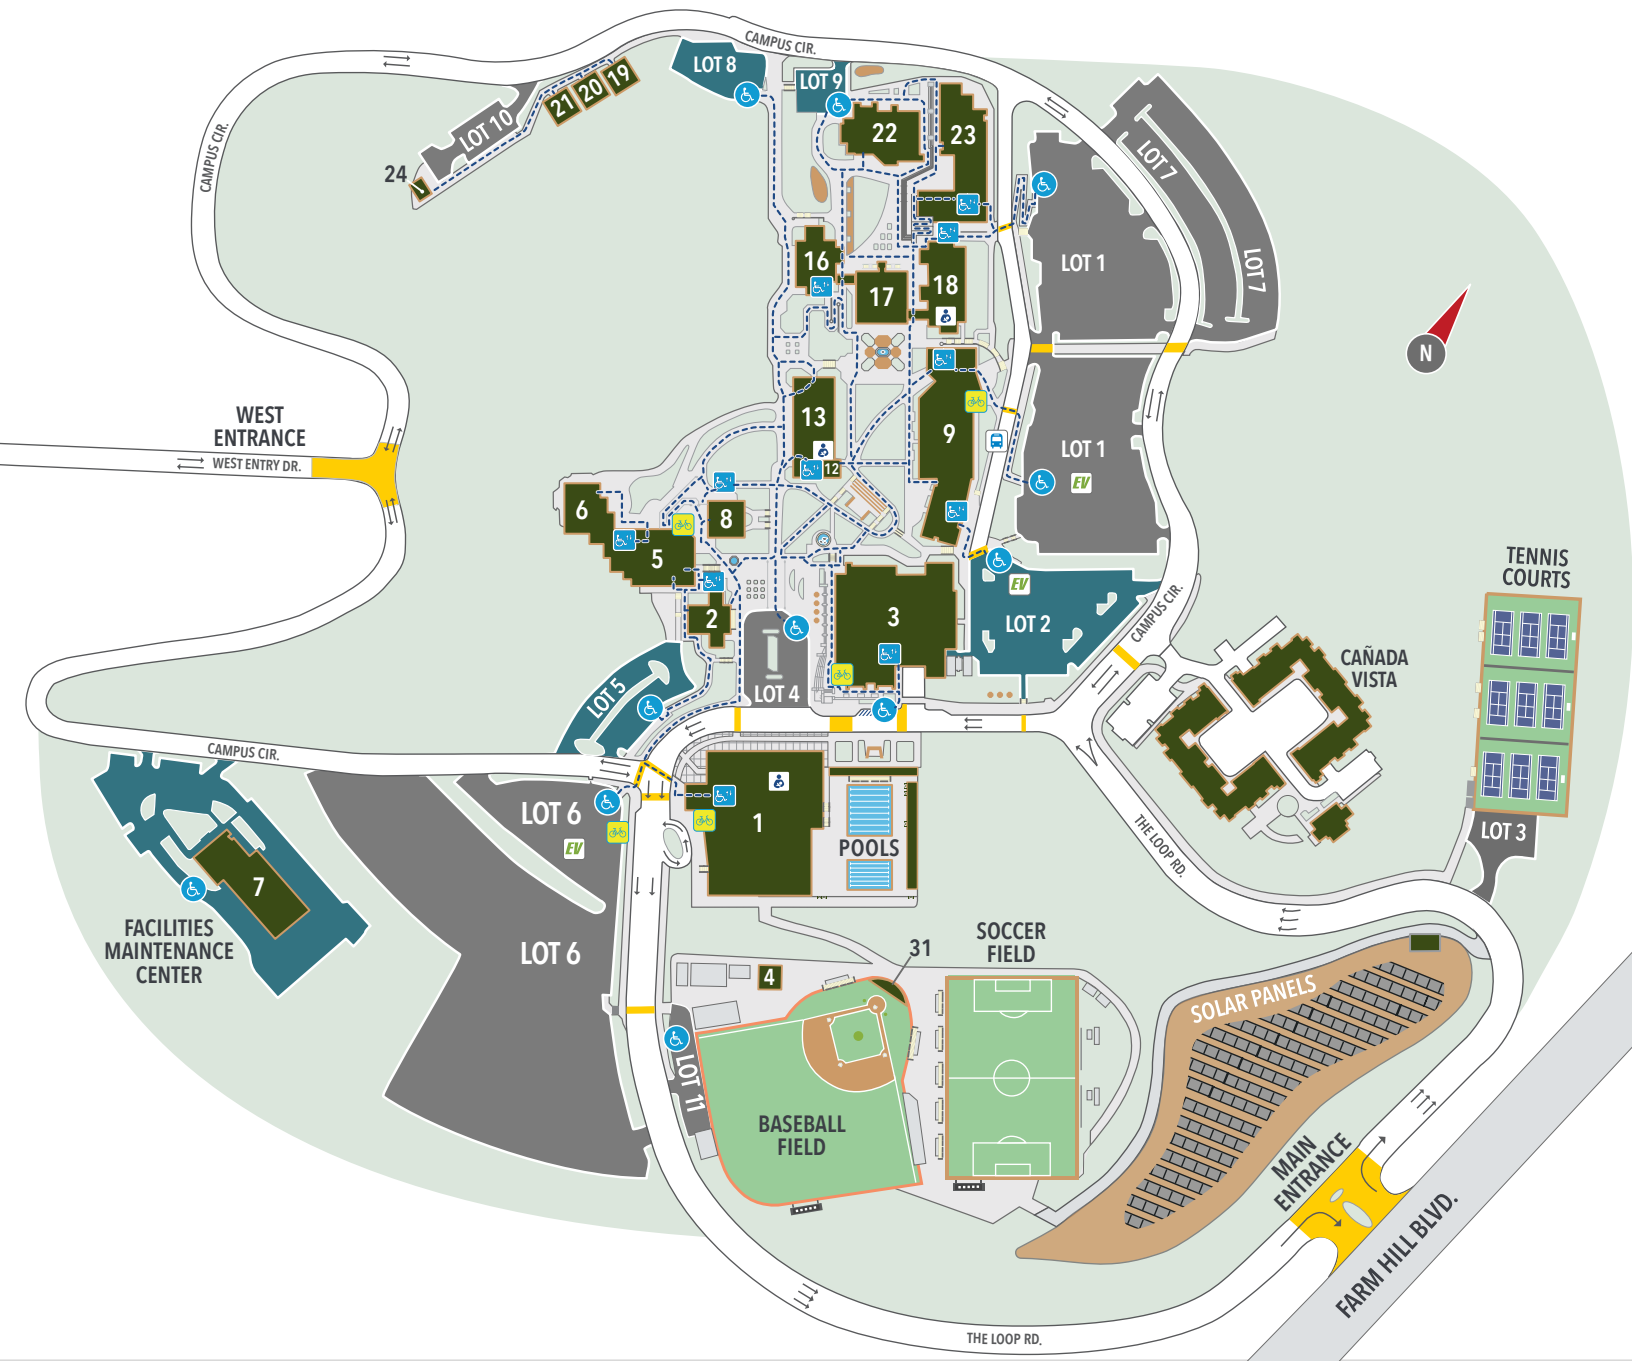 CAMPUS CIR.
LOT 8
LOT 9
19
20
21
LOT 10
24
22
23
LOT 7
LOT 7
CAMPUS CIR.
LOT 1
16
17
18
N
WEST
ENTRANCE
WEST ENTRY DR.
13
12
9
LOT 1
EV
6
8
5
2
3
EV
LOT 2
CAMPUS CIR.
TENNIS
COURTS
CAÑADA
VISTA
LOT 5
LOT 4
CAMPUS CIR.
LOT 6
EV
1
POOLS
THE LOOP RD.
LOT 3
7
FACILITIES
MAINTENANCE
CENTER
LOT 6
4
31
SOCCER
FIELD
SOLAR PANELS
LOT 11
BASEBALL
FIELD
MAIN
ENTRANCE
FARM HILL BLVD.
THE LOOP RD.